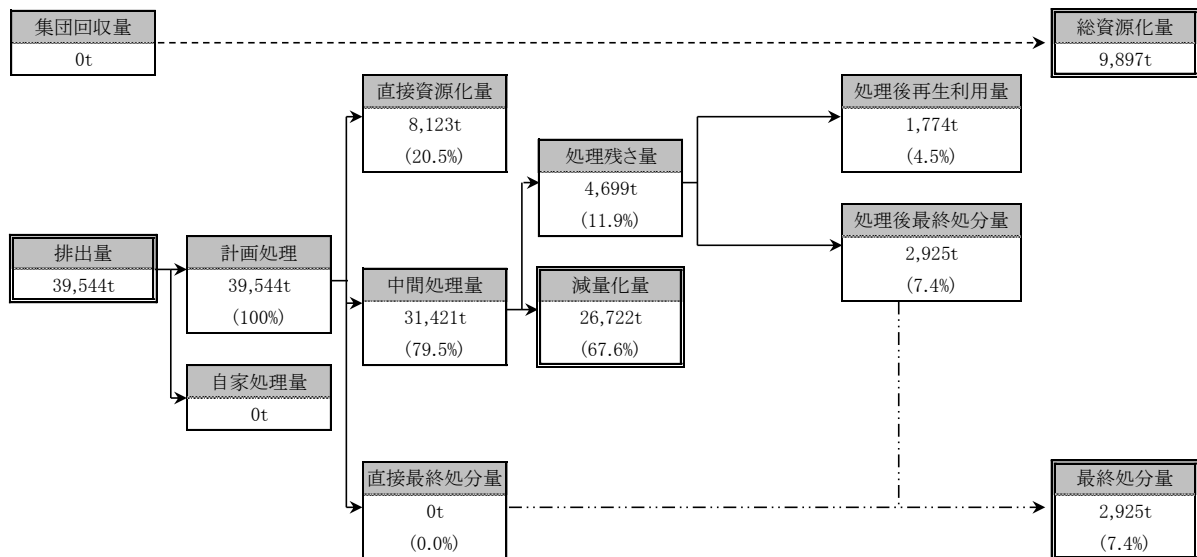 集団回収量
0t
総資源化量
9,897t
直接資源化量
8,123t
(20.5%)
処理後再生利用量
1,774t
(4.5%)
処理残さ量
4,699t
(11.9%)
処理後最終処分量
2,925t
(7.4%)
排出量
39,544t
計画処理
39,544t
(100%)
中間処理量
31,421t
(79.5%)
減量化量
26,722t
(67.6%)
自家処理量
0t
直接最終処分量
0t
(0.0%)
最終処分量
2,925t
(7.4%)